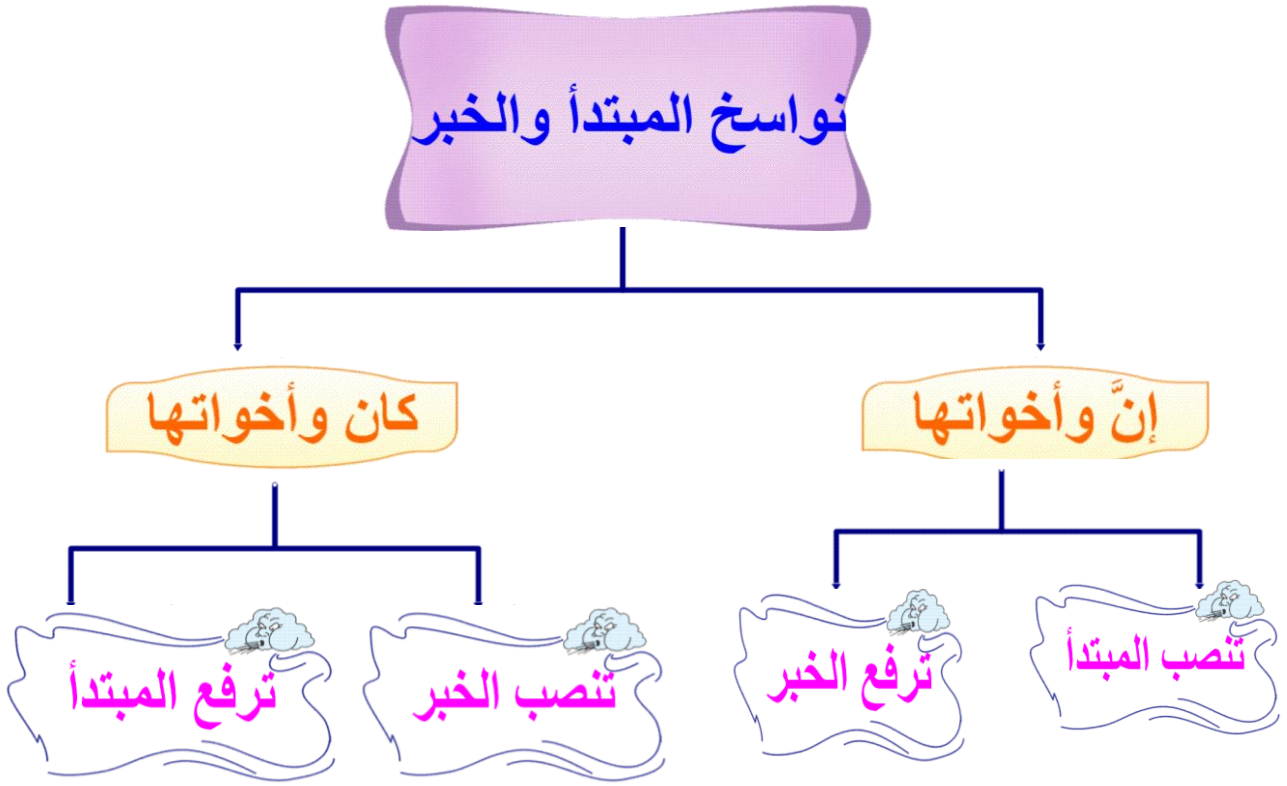 نواسخ المبتدأ والخبر
إنَّ وأخواتها
كان وأخواتها
تنصب المبتدأ
ترفع الخبر
تنصب الخبر
ترفع المبتدأ